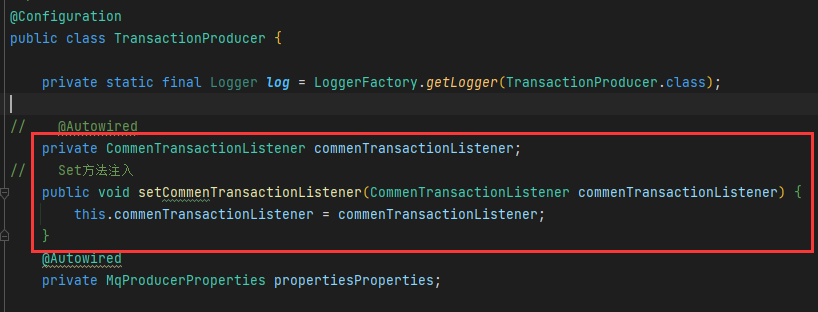 @Configuration
public class TransactionProducer {
private static final Logger log = LoggerFactory.getLogger(TransactionProducer.class);
// @Autowired
private CommenTransactionListener commenTransactionListener;
// Set方法注入
public void setCommenTransactionListener(CommenTransactionListener commenTransactionListener) {
this.commenTransactionListener = commenTransactionListener;
}
@Autowired
private MqProducerProperties propertiesProperties;